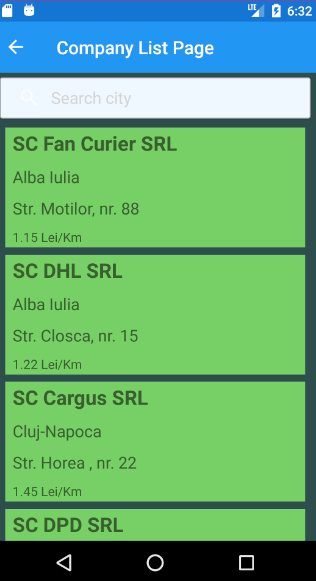 LTE 6:32
Company List Page
Search city
SC Fan Curier SRL
Alba Iulia
Str. Motilor, nr. 88
1.15 Lei/Km
SC DHL SRL
Alba Iulia
Str. Closca, nr. 15
1.22 Lei/Km
SC Cargus SRL
Cluj-Napoca
Str. Horea , nr. 22
1.45 Lei/Km
SC DPD SRL